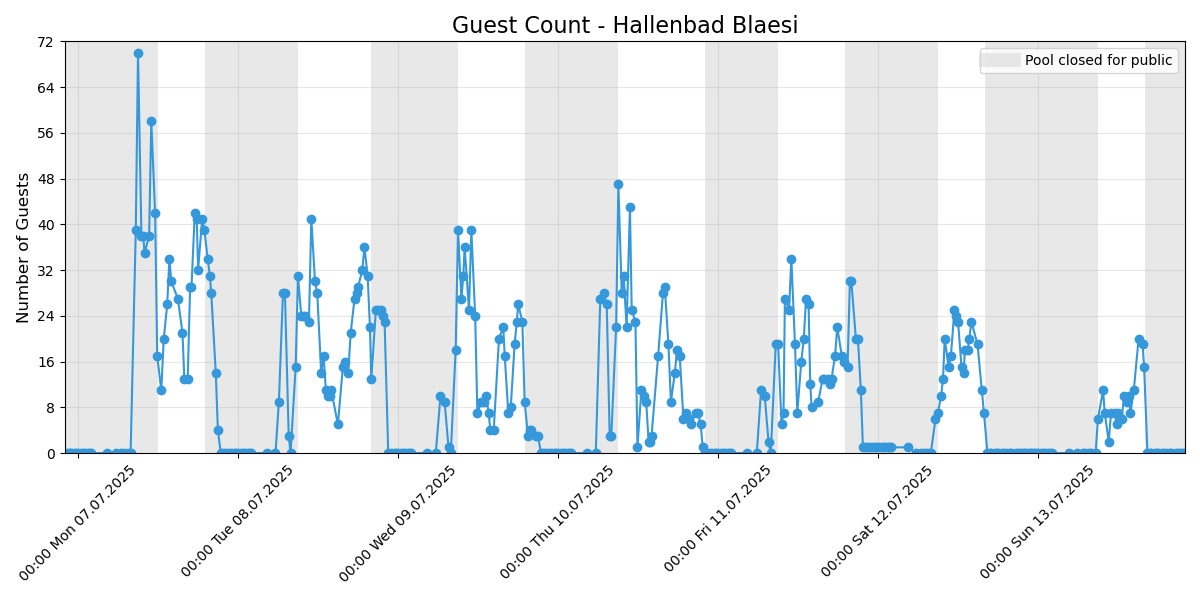 Guest Count - Hallenbad Blaesi
Pool closed for public
Number of Guests
72
64
56
48
40
32
24
16
8
0
00:00 Mon 07.07.2025
00:00 Tue 08.07.2025
00:00 Wed 09.07.2025
00:00 Thu 10.07.2025
00:00 Fri 11.07.2025
00:00 Sat 12.07.2025
00:00 Sun 13.07.2025